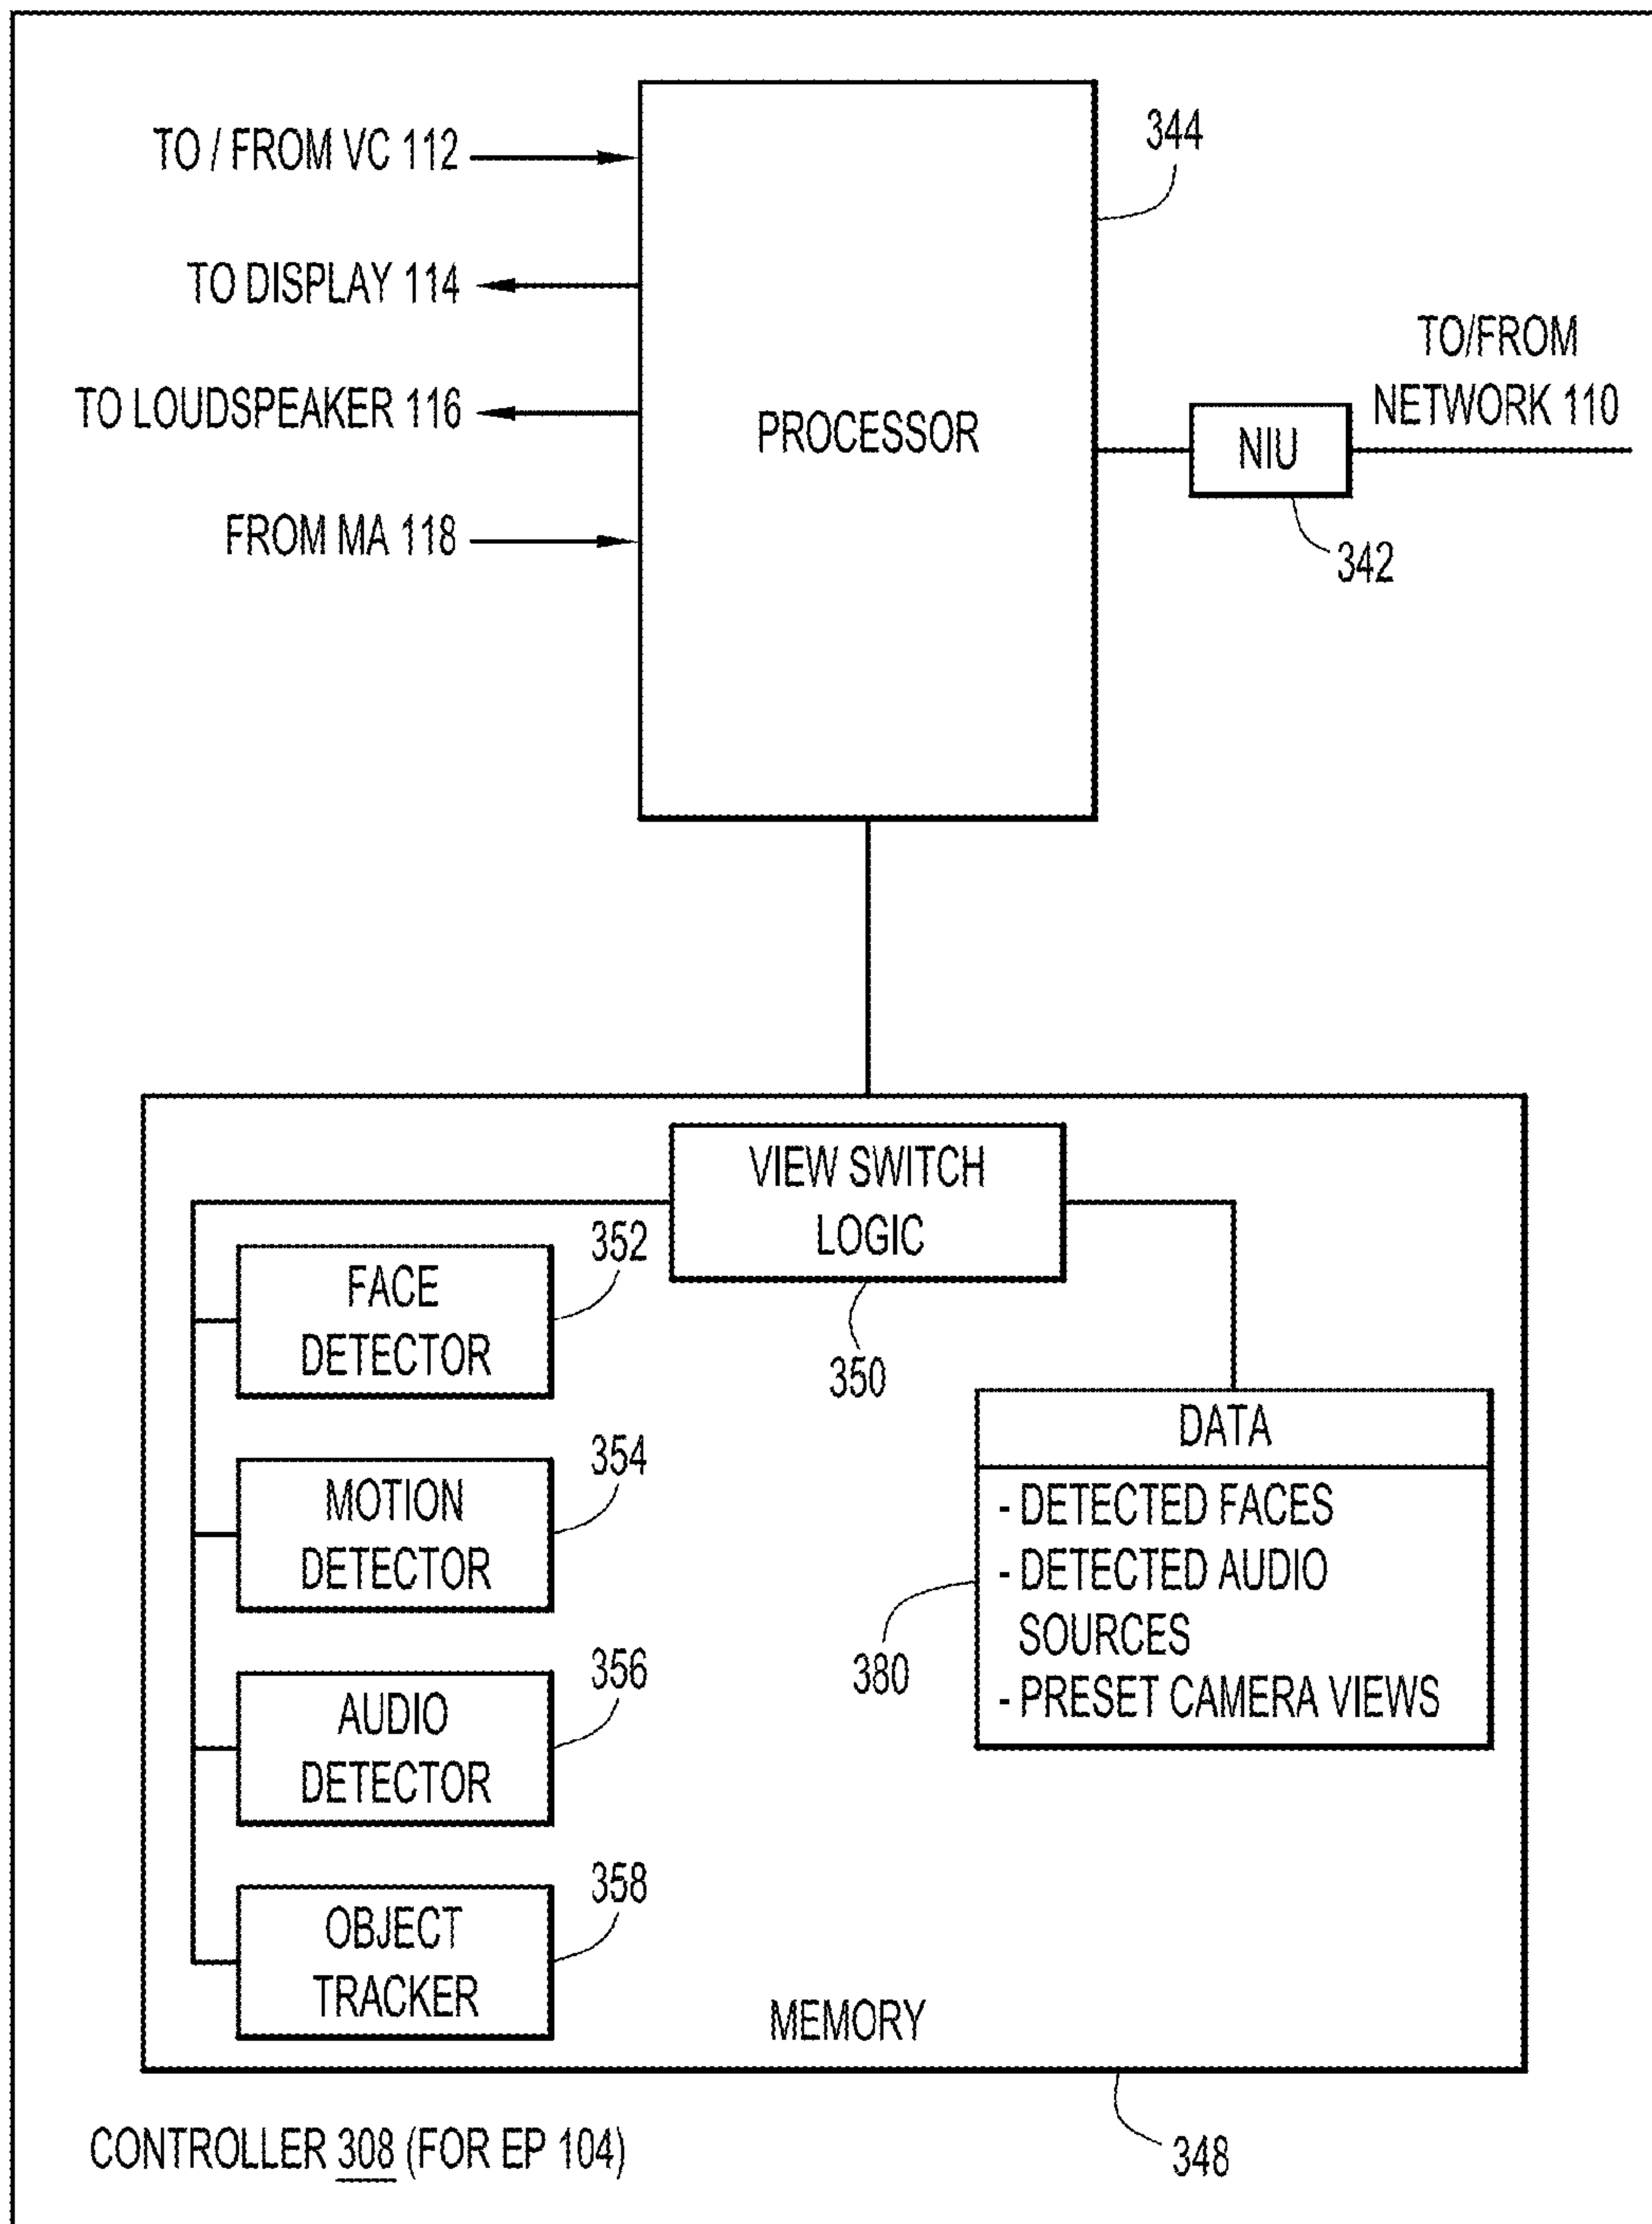 TO / FROM VC 112
TO DISPLAY 114
TO LOUDSPEAKER 116
FROM MA 118
PROCESSOR
344
TO/FROM
NETWORK 110
NIU
342
VIEW SWITCH
LOGIC
350
FACE
DETECTOR
352
MOTION
DETECTOR
354
AUDIO
DETECTOR
356
OBJECT
TRACKER
358
DATA
- DETECTED FACES
- DETECTED AUDIO
SOURCES
- PRESET CAMERA VIEWS
380
MEMORY
348
CONTROLLER 308 (FOR EP 104)